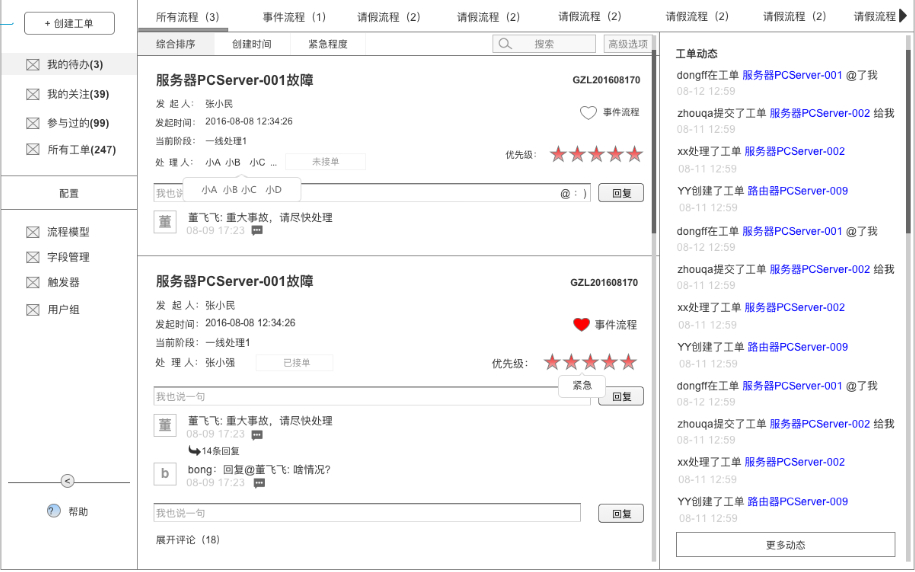 + 创建工单
我的待办(3)
我的关注(39)
参与过的(99)
所有工单(247)
配置
流程模型
字段管理
触发器
用户组
<
? 帮助
所有流程（3） 事件流程（1） 请假流程（2） 请假流程（2） 请假流程（2） 请假流程（2） 请假流程（2） 请假流程
综合排序 创建时间 紧急程度 搜索 高级选项
服务器PCServer-001故障 GZL201608170
发 起 人： 张小民
发起时间： 2016-08-08 12:34:26 事件流程
当前阶段： 一线处理1
处 理 人： 小A 小B 小C ... 未接单 优先级：
小A 小B 小C 小D
我也说 @ : ) 回复
董 董飞飞: 重大事故，请尽快处理
08-09 17:23
服务器PCServer-001故障 GZL201608170
发 起 人： 张小民
发起时间： 2016-08-08 12:34:26 事件流程
当前阶段： 一线处理1
处 理 人： 张小强 已接单 优先级：
紧急
我也说一句 回复
董 董飞飞: 重大事故，请尽快处理
08-09 17:23
14条回复
b bong：回复@董飞飞: 啥情况?
08-09 17:23
我也说一句 回复
展开评论（18）
工单动态
dongff在工单 服务器PCServer-001 @了我
08-12 12:59
zhouqa提交了工单 服务器PCServer-002 给我
08-11 12:59
xx处理了工单 服务器PCServer-002
08-11 12:59
YY创建了工单 路由器PCServer-009
08-11 12:59
dongff在工单 服务器PCServer-001 @了我
08-12 12:59
zhouqa提交了工单 服务器PCServer-002 给我
08-11 12:59
xx处理了工单 服务器PCServer-002
08-11 12:59
YY创建了工单 路由器PCServer-009
08-11 12:59
dongff在工单 服务器PCServer-001 @了我
08-12 12:59
zhouqa提交了工单 服务器PCServer-002 给我
08-11 12:59
xx处理了工单 服务器PCServer-002
08-11 12:59
YY创建了工单 路由器PCServer-009
08-11 12:59
更多动态